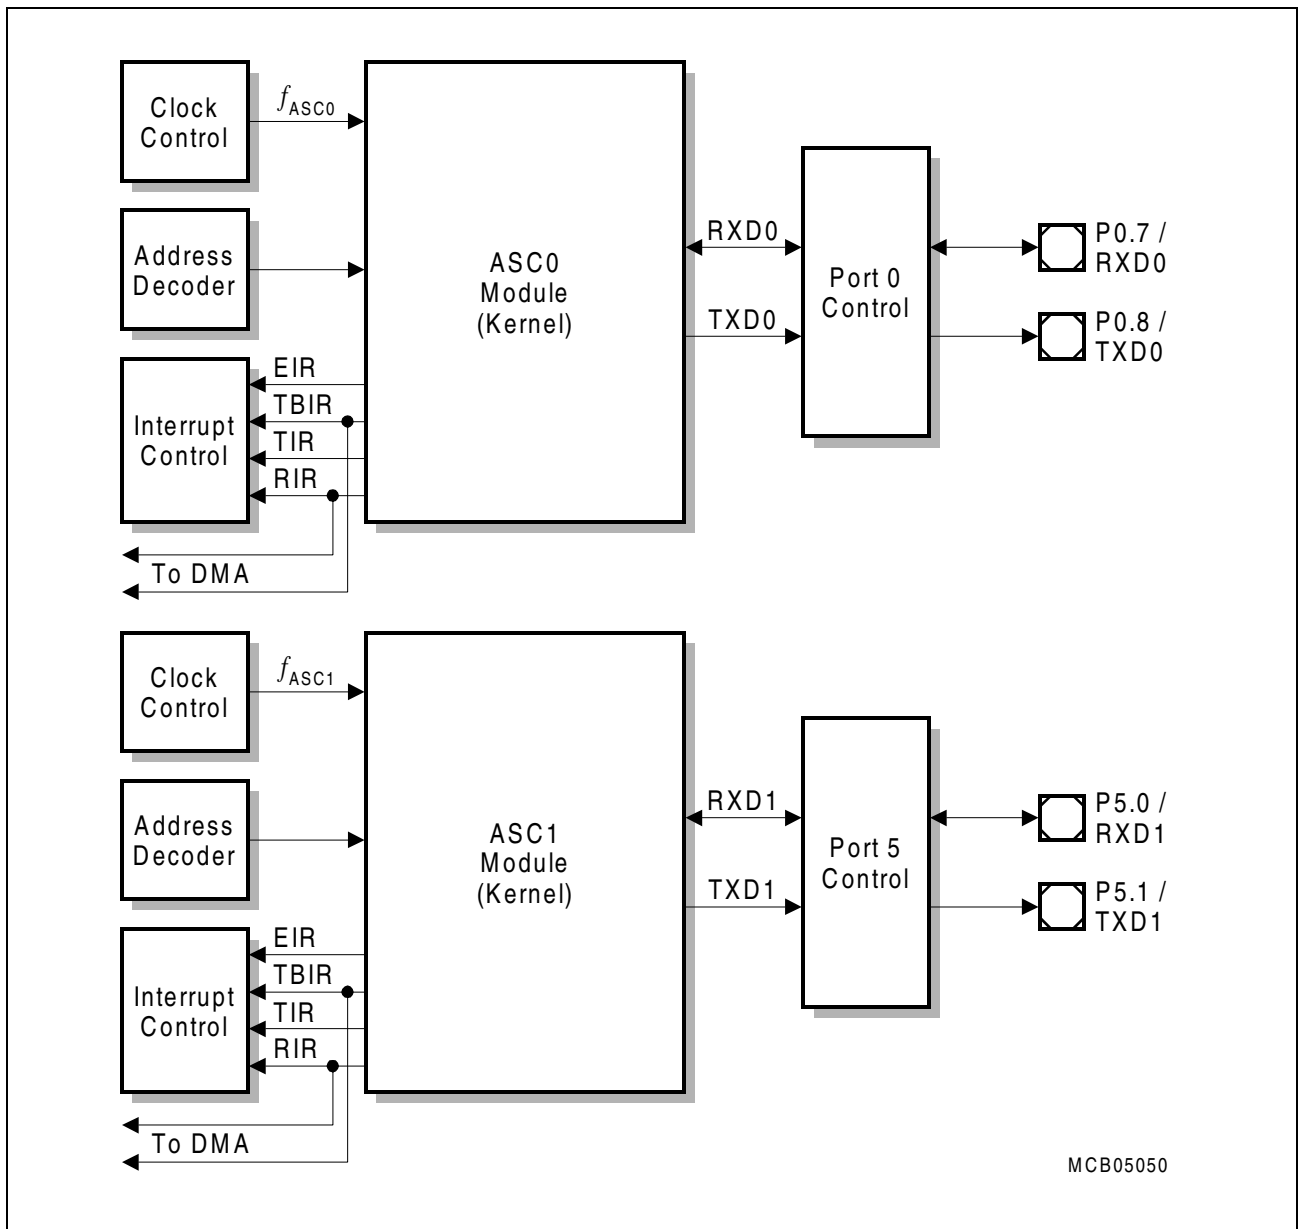 Clock
Control
fASC0
Address
Decoder
Interrupt
Control
EIR
TBIR
TIR
RIR
To DMA
ASC0
Module
(Kernel)
RXD0
TXD0
Port 0
Control
P0.7 /
RXD0
P0.8 /
TXD0
Clock
Control
fASC1
Address
Decoder
Interrupt
Control
EIR
TBIR
TIR
RIR
To DMA
ASC1
Module
(Kernel)
RXD1
TXD1
Port 5
Control
P5.0 /
RXD1
P5.1 /
TXD1
MCB05050